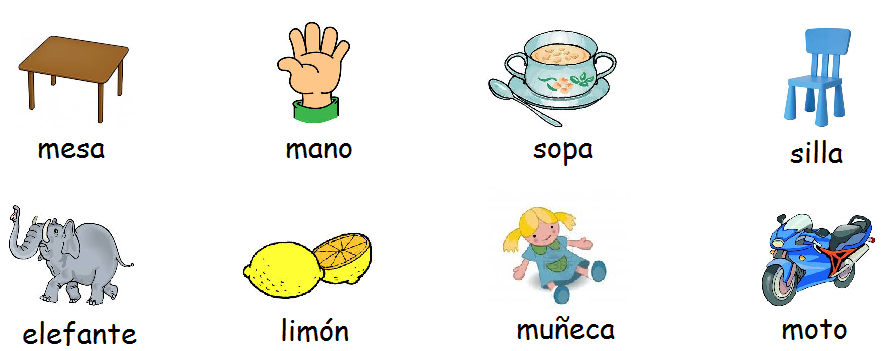 mesa mano sopa silla
elefante limón muñeca moto